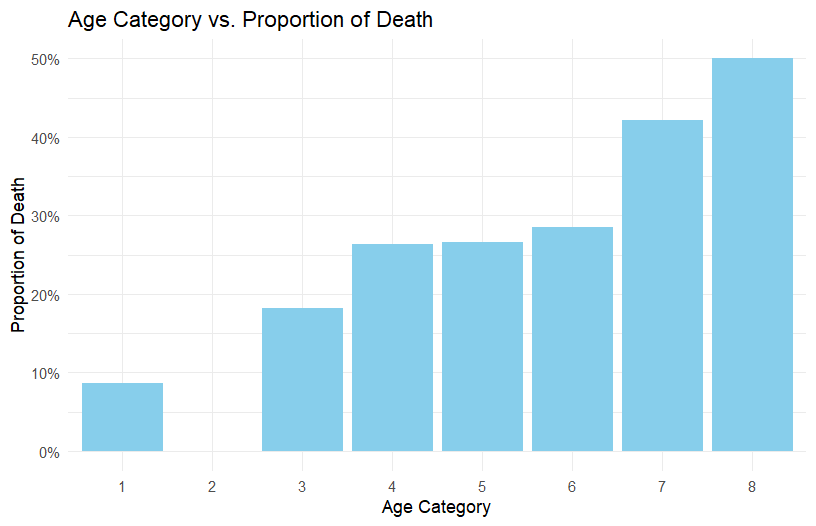 Age Category vs. Proportion of Death
Proportion of Death
50%
40%
30%
20%
10%
0%
1 2 3 4 5 6 7 8
Age Category